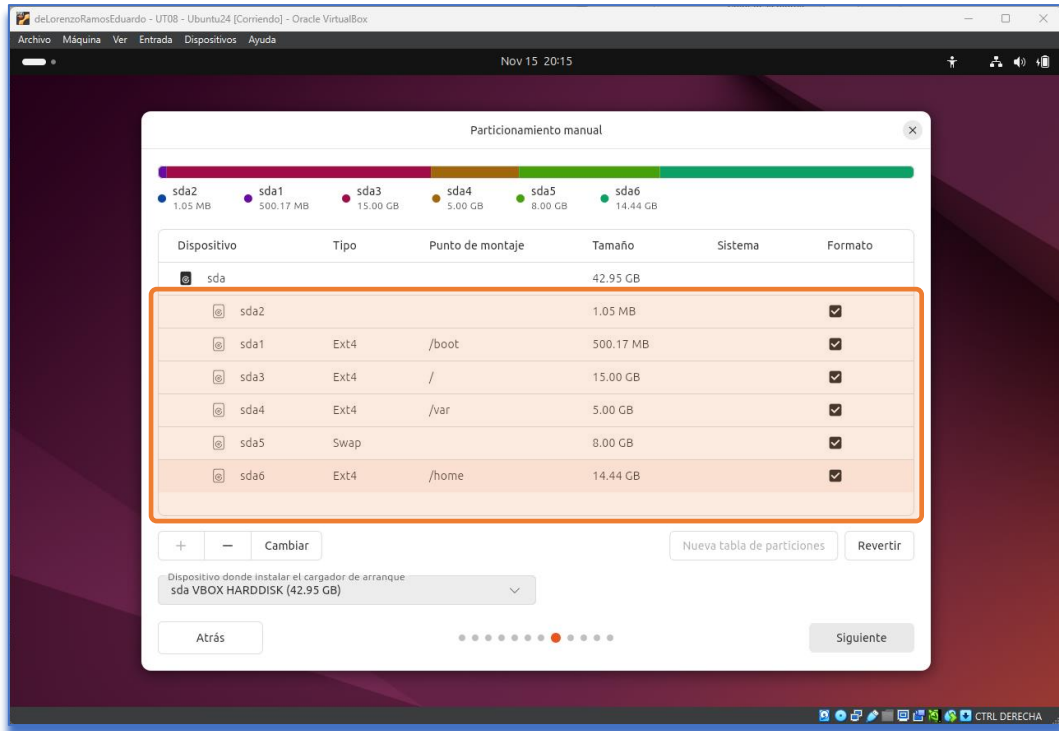 deLorenzoRamosEduardo - UT08 - Ubuntu24 [Corriendo] - Oracle VirtualBox
Archivo Máquina Ver Entrada Dispositivos Ayuda
Nov 15 20:15
Particionamiento manual
sda2 sda1 sda3 sda4 sda5 sda6
1.05 MB 500.17 MB 15.00 GB 5.00 GB 8.00 GB 14.44 GB
Dispositivo Tipo Punto de montaje Tamaño Sistema Formato
sda 42.95 GB
sda2 1.05 MB
sda1 Ext4 /boot 500.17 MB
sda3 Ext4 / 15.00 GB
sda4 Ext4 /var 5.00 GB
sda5 Swap 8.00 GB
sda6 Ext4 /home 14.44 GB
+ − Cambiar Nueva tabla de particiones Revertir
Dispositivo donde instalar el cargador de arranque
sda VBOX HARDDISK (42.95 GB)
Atrás Siguiente
CTRL DERECHA